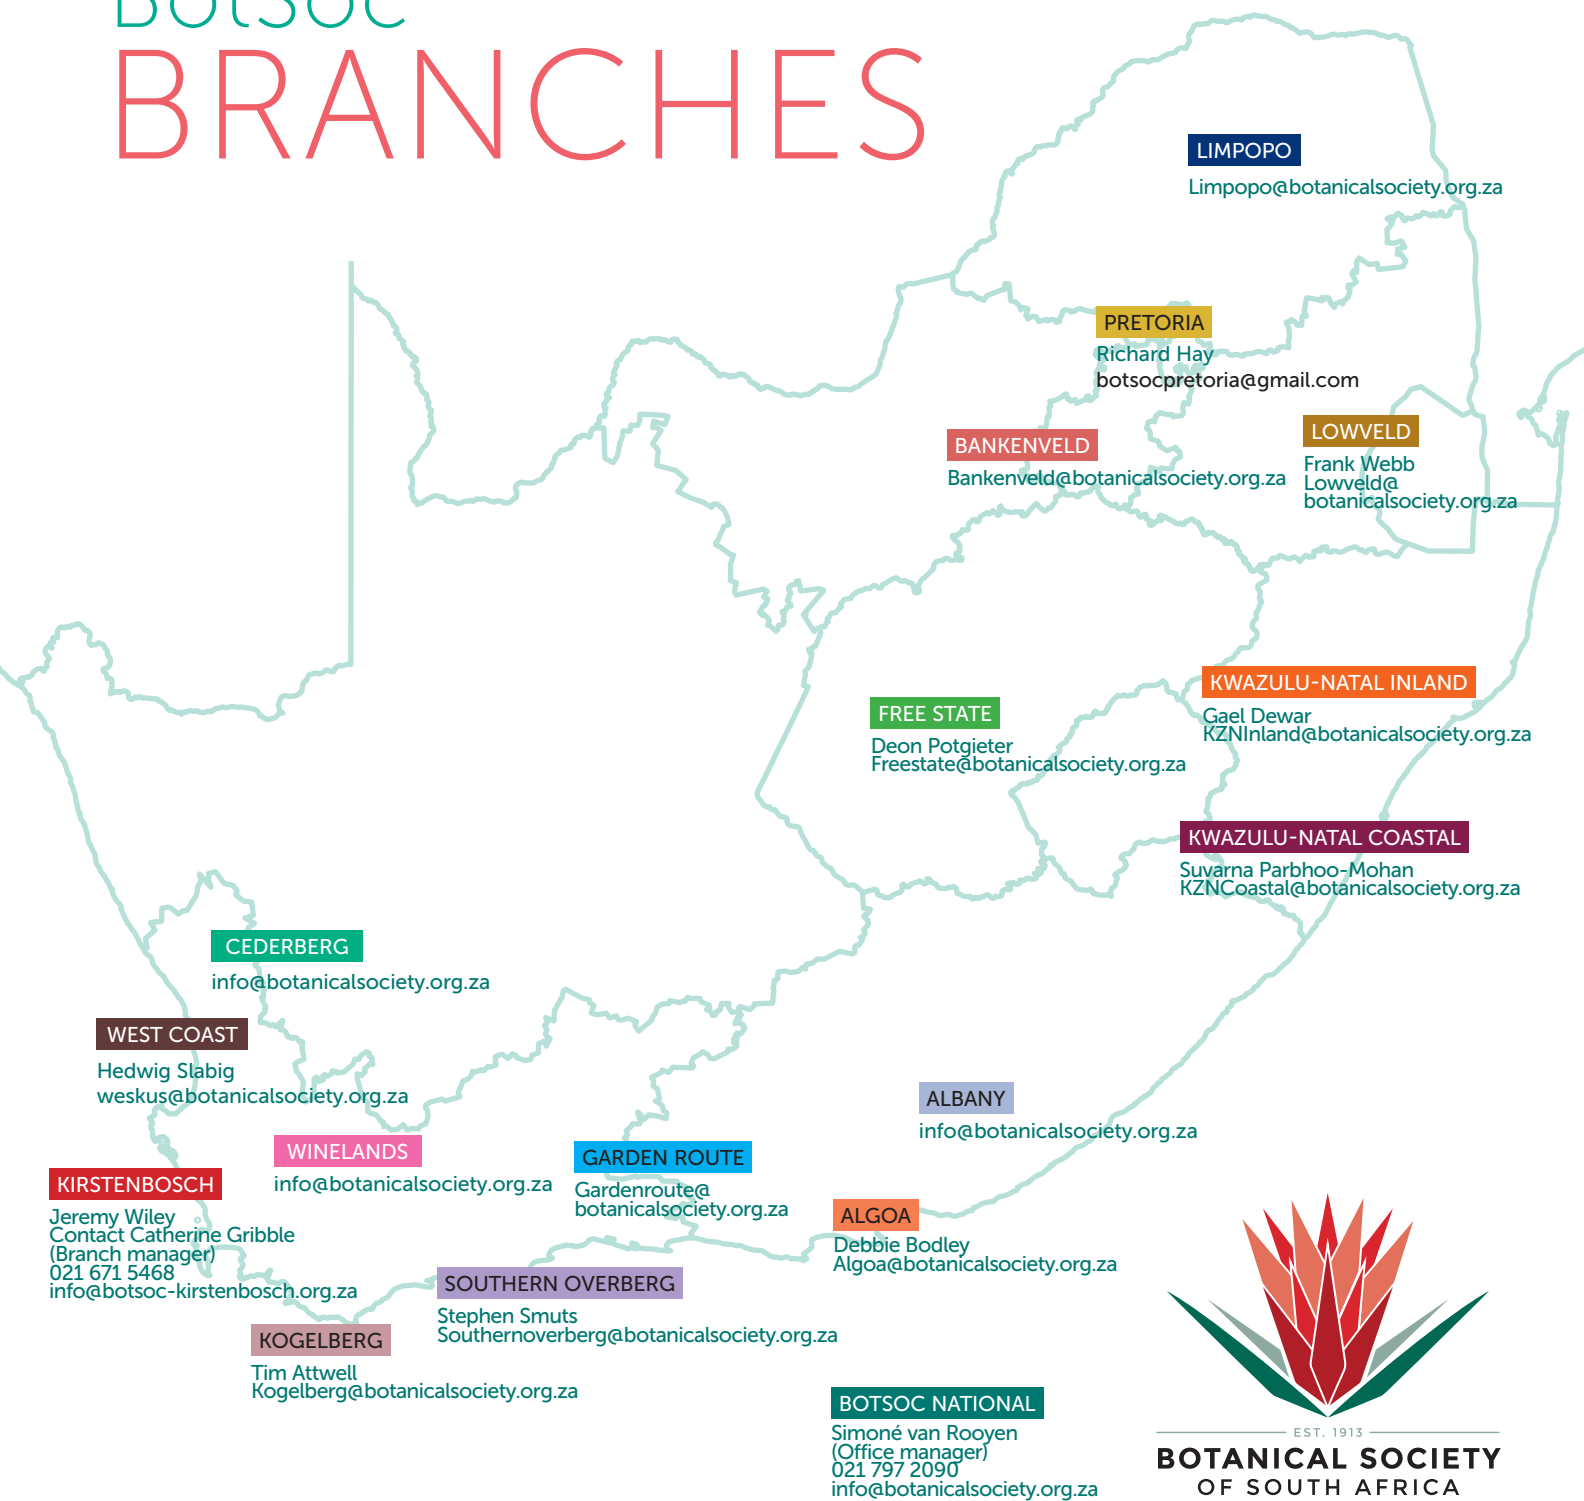 BotSoc
BRANCHES
LIMPOPO
Limpopo@botanicalsociety.org.za
PRETORIA
Richard Hay
botsocpretoria@gmail.com
BANKENVELD
Bankenveld@botanicalsociety.org.za
LOWVELD
Frank Webb
Lowveld@
botanicalsociety.org.za
KWAZULU-NATAL INLAND
Gael Dewar
KZNInland@botanicalsociety.org.za
FREE STATE
Deon Potgieter
Freestate@botanicalsociety.org.za
KWAZULU-NATAL COASTAL
Suvarna Parbhoo-Mohan
KZNCoastal@botanicalsociety.org.za
CEDERBERG
info@botanicalsociety.org.za
WEST COAST
Hedwig Slabig
weskus@botanicalsociety.org.za
ALBANY
info@botanicalsociety.org.za
WINELANDS
info@botanicalsociety.org.za
GARDEN ROUTE
Gardenroute@
botanicalsociety.org.za
KIRSTENBOSCH
Jeremy Wiley
Contact Catherine Gribble
(Branch manager)
021 671 5468
info@botsoc-kirstenbosch.org.za
ALGOA
Debbie Bodley
Algoa@botanicalsociety.org.za
SOUTHERN OVERBERG
Stephen Smuts
Southernoverberg@botanicalsociety.org.za
KOGELBERG
Tim Attwell
Kogelberg@botanicalsociety.org.za
BOTSOC NATIONAL
Simoné van Rooyen
(Office manager)
021 797 2090
info@botanicalsociety.org.za
EST. 1913
BOTANICAL SOCIETY
OF SOUTH AFRICA